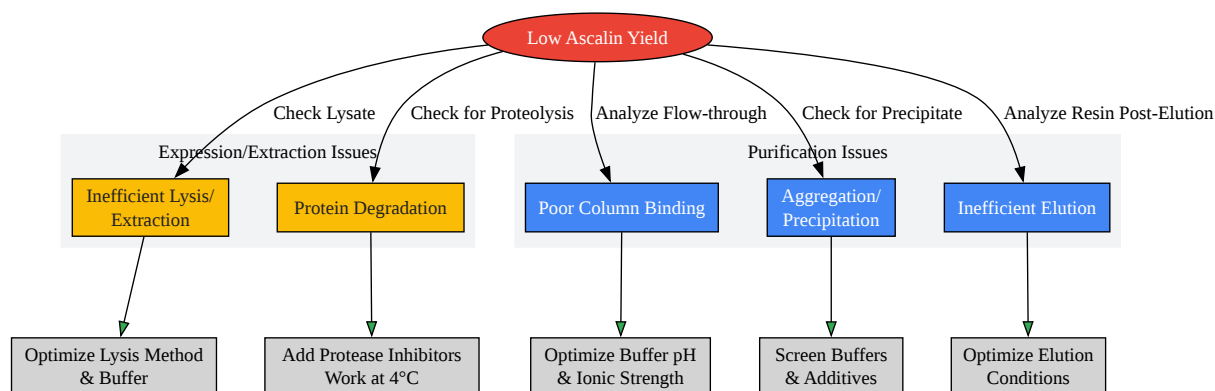 Low Ascalin Yield
Check Lysate
Check for Proteolysis
Analyze Flow-through
Check for Precipitate
Analyze Resin Post-Elution
Expression/Extraction Issues
Purification Issues
Inefficient Lysis/
Extraction
Protein Degradation
Poor Column Binding
Aggregation/
Precipitation
Inefficient Elution
Optimize Lysis Method
& Buffer
Add Protease Inhibitors
Work at 4°C
Optimize Buffer pH
& Ionic Strength
Screen Buffers
& Additives
Optimize Elution
Conditions